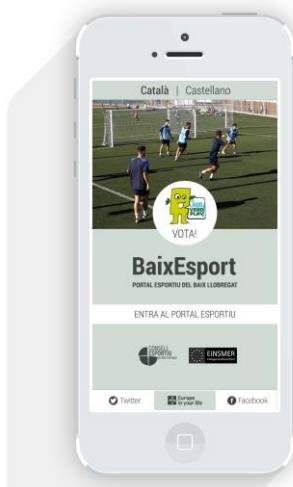 Català | Castellano
VOTA!
BaixEsport
PORTAL ESPORTIU DEL BAIX LLOBREGAT
ENTRA AL PORTAL ESPORTIU
CONSELL
ESPORTIU
EINSMER
Twitter
Europe
in your life
Facebook